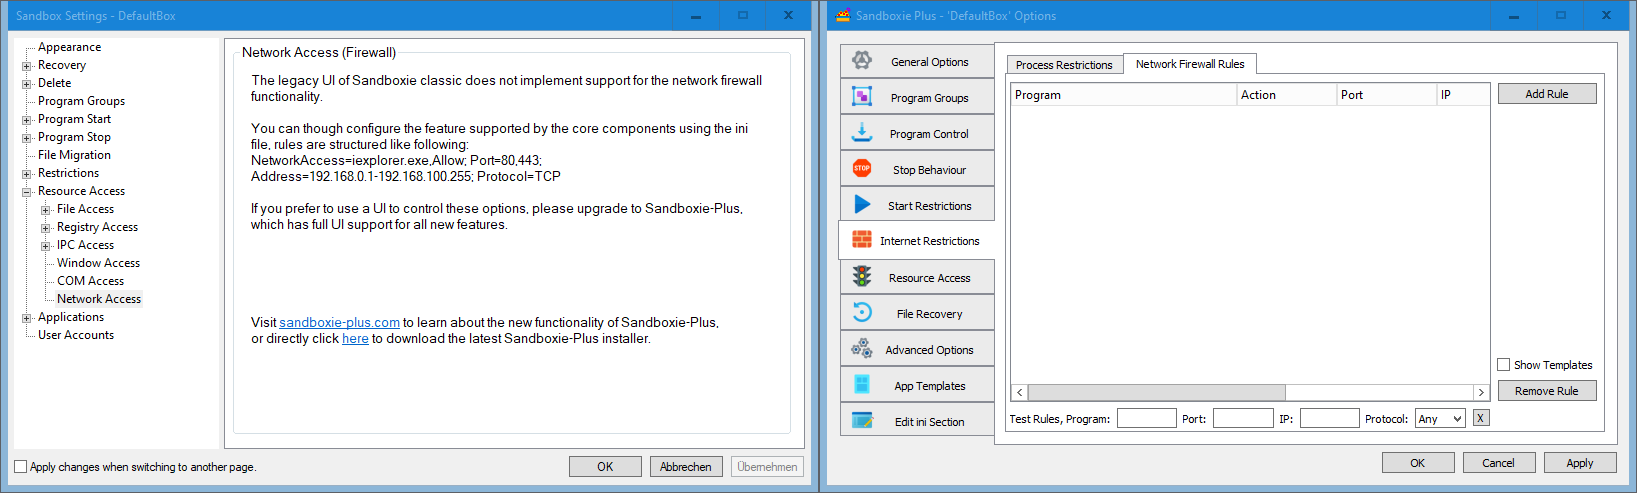 Sandbox Settings - DefaultBox
Appearance
Recovery
Delete
Program Groups
Program Start
Program Stop
File Migration
Restrictions
Resource Access
File Access
Registry Access
IPC Access
Window Access
COM Access
Network Access
Applications
User Accounts
Network Access (Firewall)
The legacy UI of Sandboxie classic does not implement support for the network firewall
functionality.
You can though configure the feature supported by the core components using the ini
file, rules are structured like following:
NetworkAccess=iexplorer.exe,Allow; Port=80,443;
Address=192.168.0.1-192.168.100.255; Protocol=TCP
If you prefer to use a UI to control these options, please upgrade to Sandboxie-Plus,
which has full UI support for all new features.
Visit sandboxie-plus.com to learn about the new functionality of Sandboxie-Plus,
or directly click here to download the latest Sandboxie-Plus installer.
Apply changes when switching to another page.
OK
Abbrechen
Übernehmen
Sandboxie Plus - 'DefaultBox' Options
General Options
Program Groups
Program Control
STOP
Stop Behaviour
Start Restrictions
Internet Restrictions
Resource Access
File Recovery
Advanced Options
App Templates
Edit ini Section
Process Restrictions
Network Firewall Rules
Program Action Port IP
Add Rule
Show Templates
Remove Rule
Test Rules, Program: Port: IP: Protocol: Any X
OK
Cancel
Apply